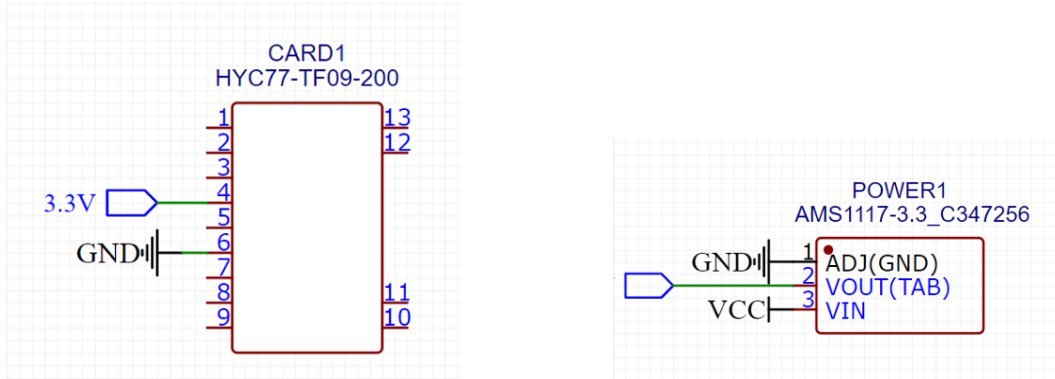 CARD1
HYC77-TF09-200
1
13
2
12
3
3.3V
4
5
GND
6
7
8
11
9
10
POWER1
AMS1117-3.3_C347256
GND
1
ADJ(GND)
2
VOUT(TAB)
VCC
3
VIN